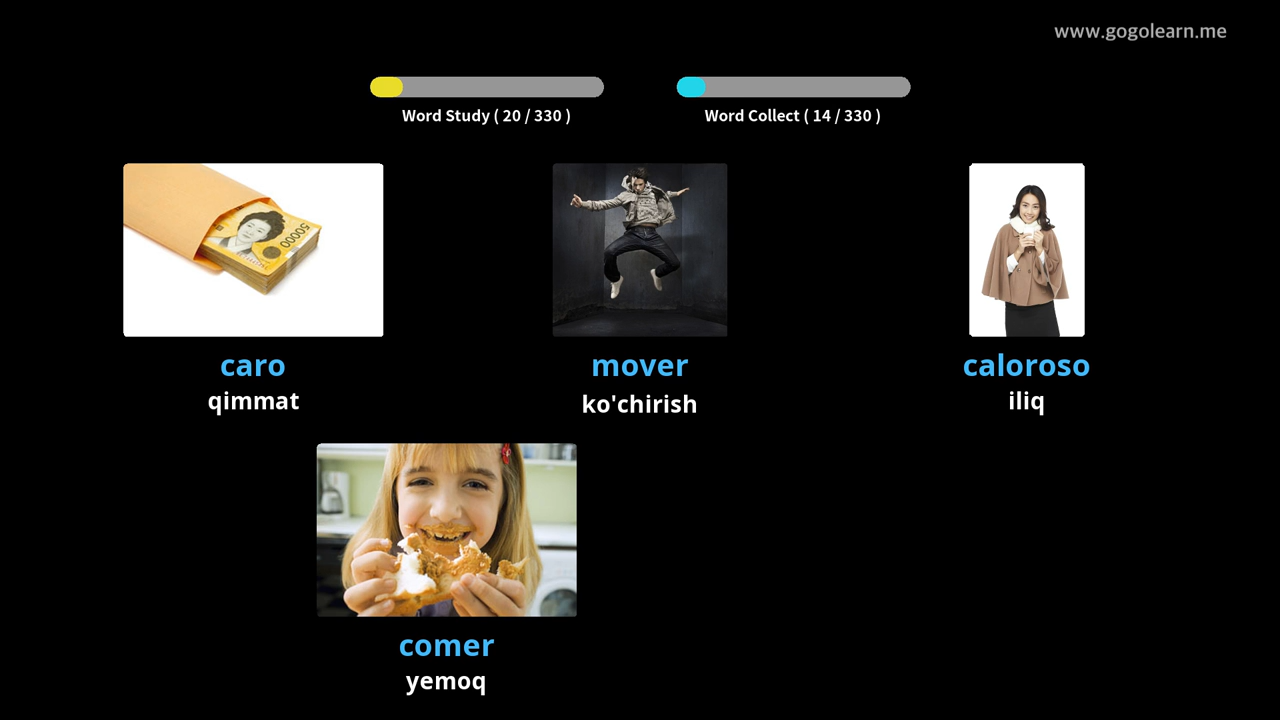 www.gogolearn.me
Word Study ( 20 / 330 )
Word Collect ( 14 / 330 )
50000
caro
mover
caloroso
qimmat
ko'chirish
iliq
comer
yemoq